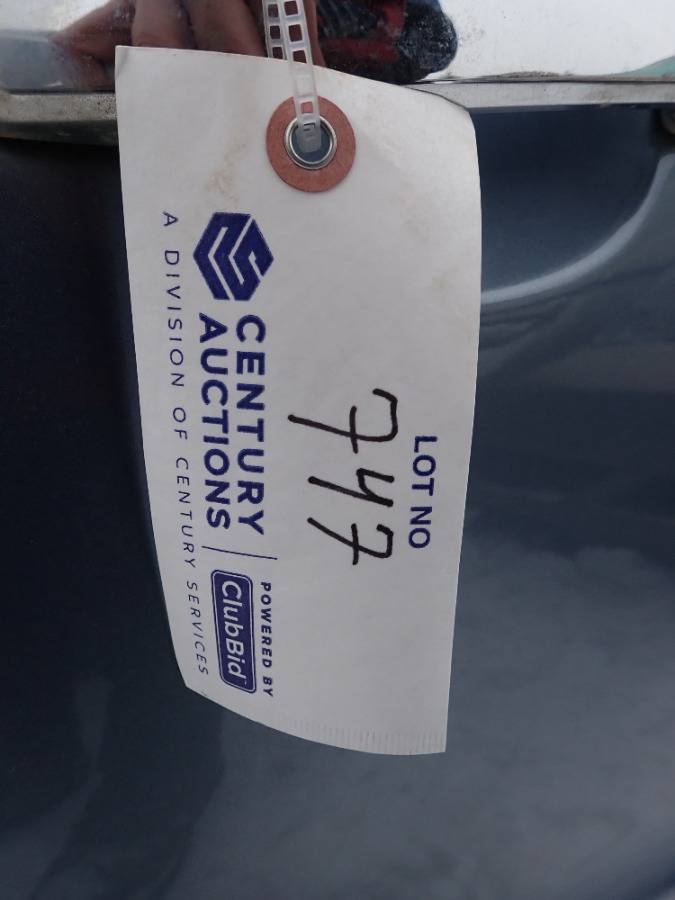 LOT NO
747
CENTURY
AUCTIONS
POWERED BY
ClubBid
A DIVISION OF CENTURY SERVICES